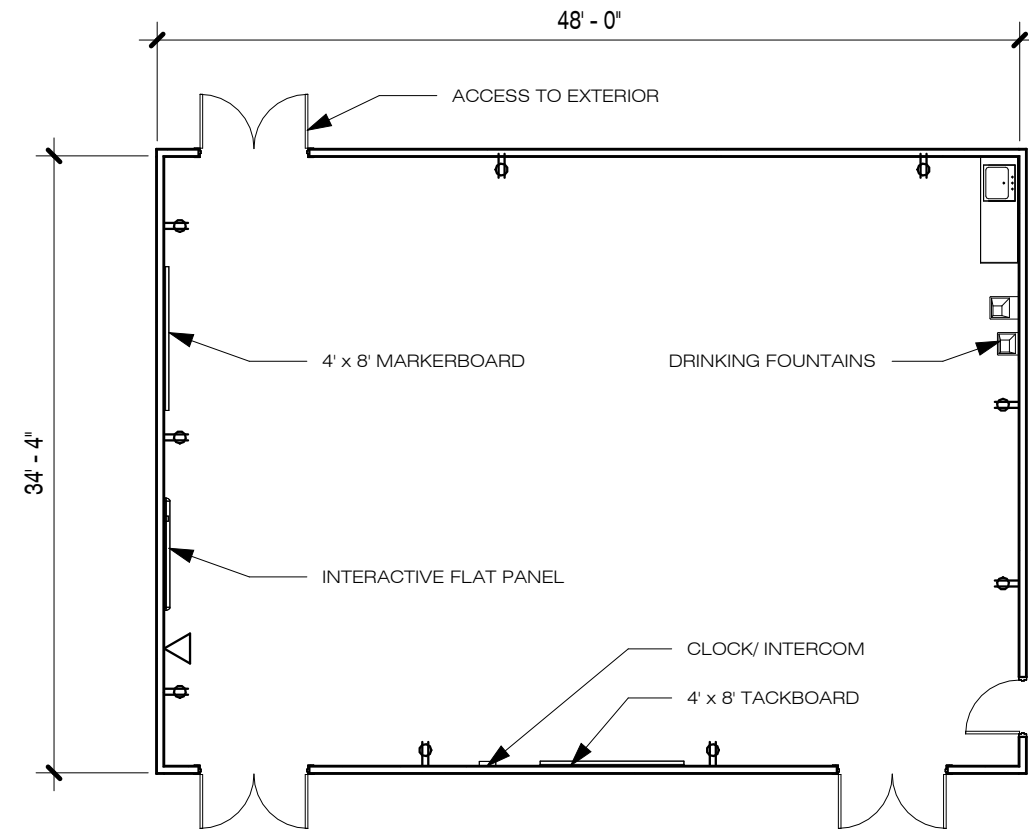 48' - 0"
ACCESS TO EXTERIOR
4' x 8' MARKERBOARD
DRINKING FOUNTAINS
34' - 4"
INTERACTIVE FLAT PANEL
CLOCK/ INTERCOM
4' x 8' TACKBOARD